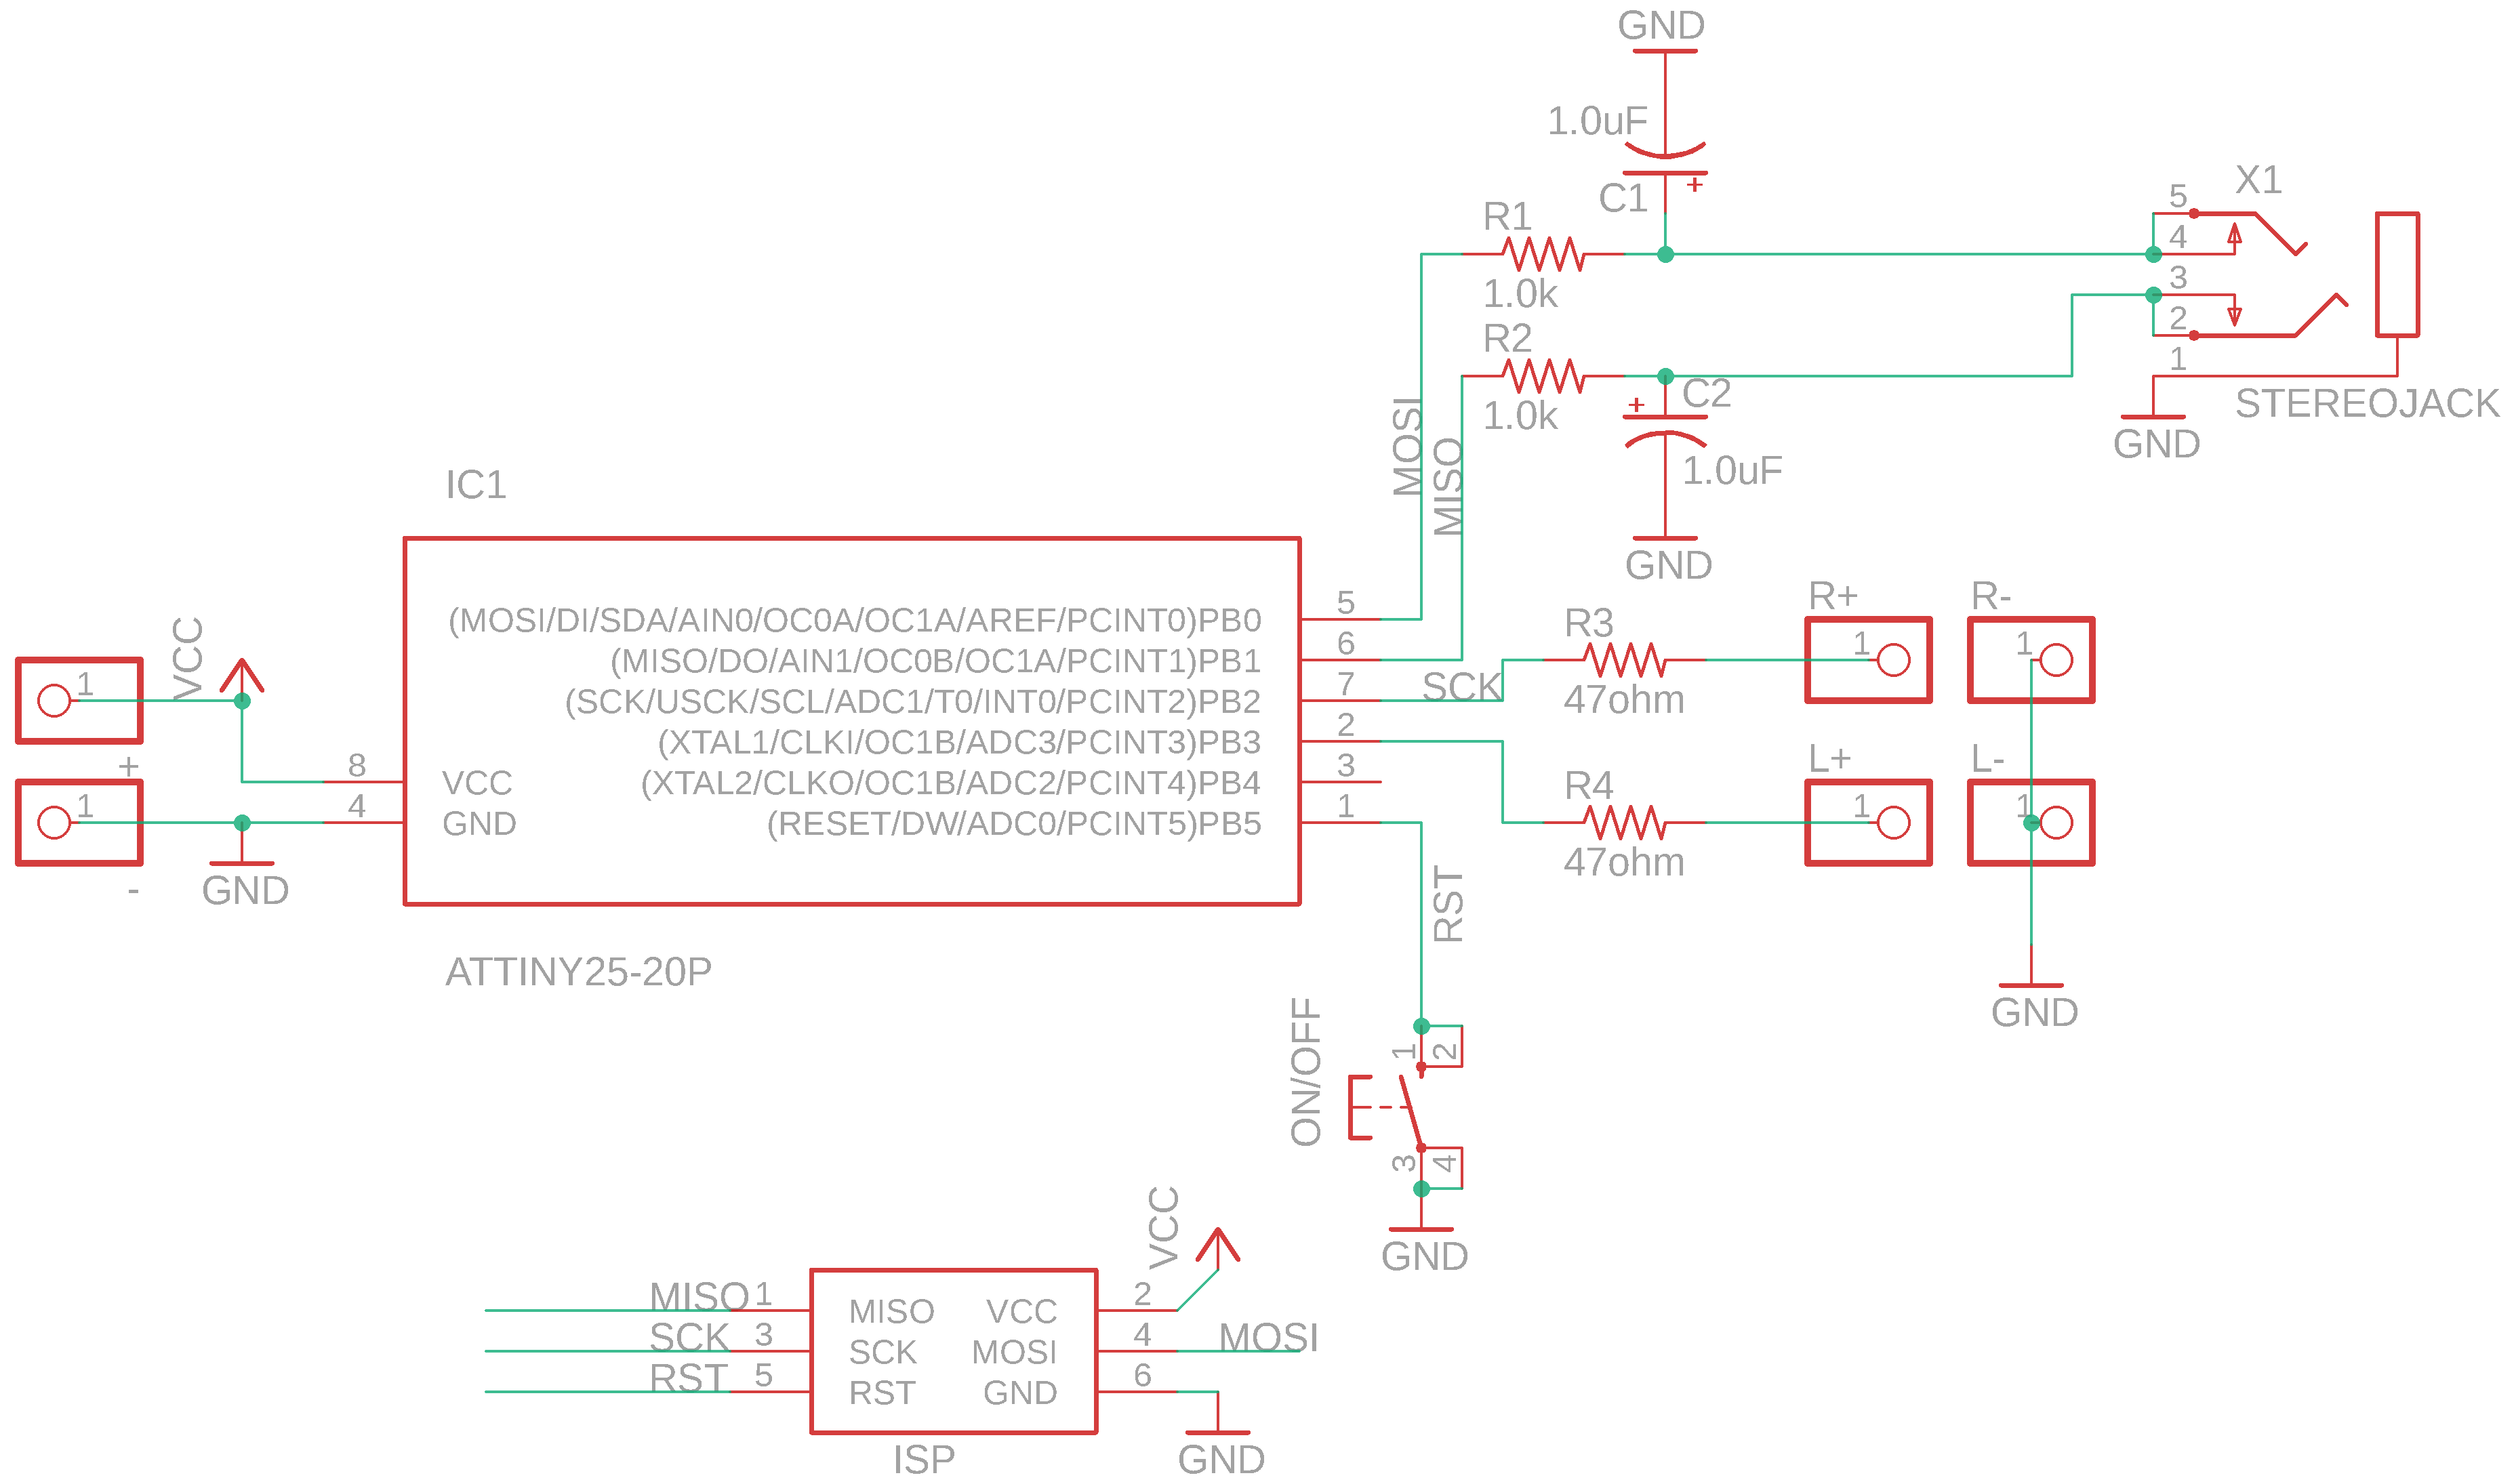 GND
1.0uF
C1
+
R1
1.0k
R2
1.0k
MOSI
MISO
+
C2
1.0uF
GND
5
4
3
2
1
X1
STEREOJACK
GND
IC1
(MOSI/DI/SDA/AIN0/OC0A/OC1A/AREF/PCINT0)PB0
(MISO/DO/AIN1/OC0B/OC1A/PCINT1)PB1
(SCK/USCK/SCL/ADC1/T0/INT0/PCINT2)PB2
(XTAL1/CLKI/OC1B/ADC3/PCINT3)PB3
(XTAL2/CLKO/OC1B/ADC2/PCINT4)PB4
(RESET/DW/ADC0/PCINT5)PB5
VCC
GND
8
4
5
6
7
2
3
1
ATTINY25-20P
VCC
1
+
1
-
GND
SCK
R3
47ohm
R4
47ohm
R+
1
R-
1
L+
1
L-
1
GND
RST
ON/OFF
1
2
3
4
GND
MISO
1
SCK
3
RST
5
MISO
SCK
RST
VCC
MOSI
GND
2
4
6
VCC
MOSI
ISP
GND